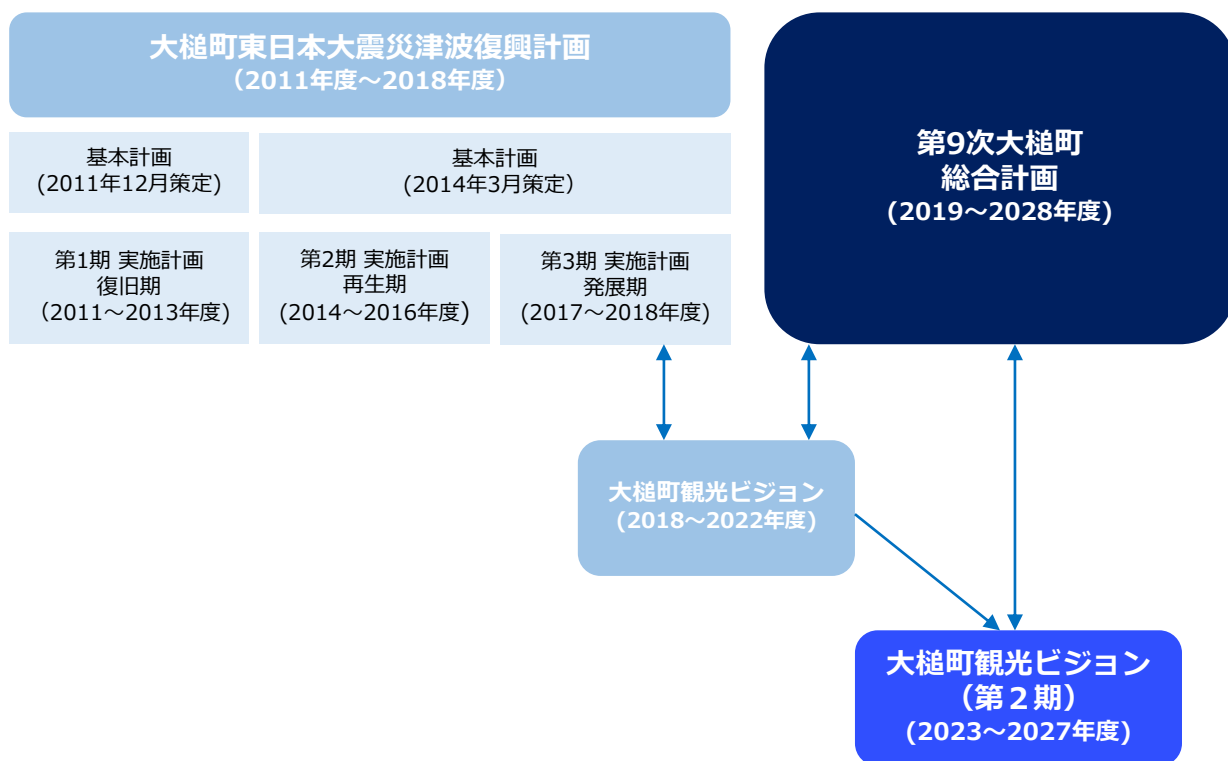 大槌町東日本大震災津波復興計画
（2011年度～2018年度）
第9次大槌町
総合計画
(2019～2028年度)
基本計画
(2011年12月策定)
基本計画
(2014年3月策定）
第1期 実施計画
復旧期
（2011～2013年度)
第2期 実施計画
再生期
(2014～2016年度)
第3期 実施計画
発展期
(2017～2018年度)
大槌町観光ビジョン
(2018～2022年度)
大槌町観光ビジョン
（第２期）
(2023～2027年度)